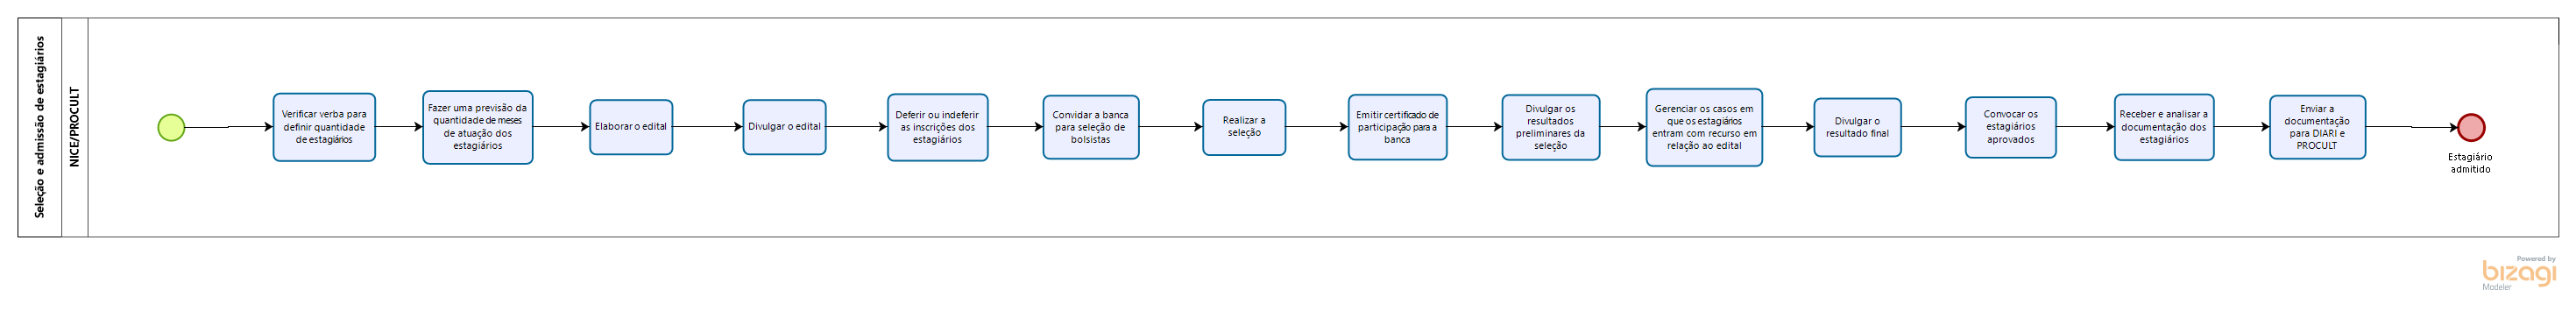 Seleção e admissão de estagiários
NICE/PROCULT
Verificar verba para
definir quantidade
de estagiários
Fazer uma previsão da
quantidade de meses
de atuação dos
estagiários
Elaborar o edital
Divulgar o edital
Deferir ou indeferir
as inscrições dos
estagiários
Convidar a banca
para seleção de
bolsistas
Realizar a
seleção
Emitir certificado de
participação para a
banca
Divulgar os
resultados
preliminares da
seleção
Gerenciar os casos em
que os estagiários
entram com recurso em
relação ao edital
Divulgar o
resultado final
Convocar os
estagiários
aprovados
Receber e analisar a
documentação dos
estagiários
Enviar a
documentação
para DIARI e
PROCULT
Estagiário
admitido
Powered by
bizagi
Modeler